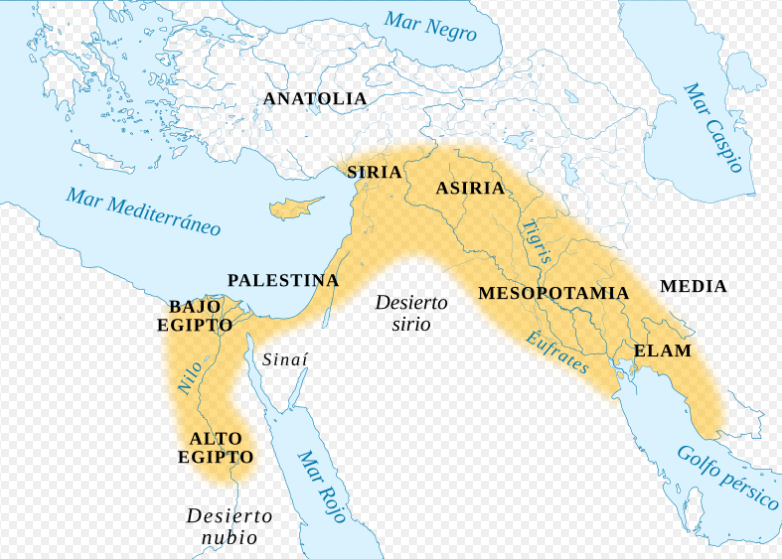 Mar Negro
ANATOLIA
Mar Caspio
SIRIA
ASIRIA
Mar Mediterráneo
Tigris
PALESTINA
MESOPOTAMIA
MEDIA
BAJO
EGIPTO
Desierto
sirio
Éufrates
ELAM
Sinaí
Nilo
ALTO
EGIPTO
Mar Rojo
Golfo pérsico
Desierto
nubio